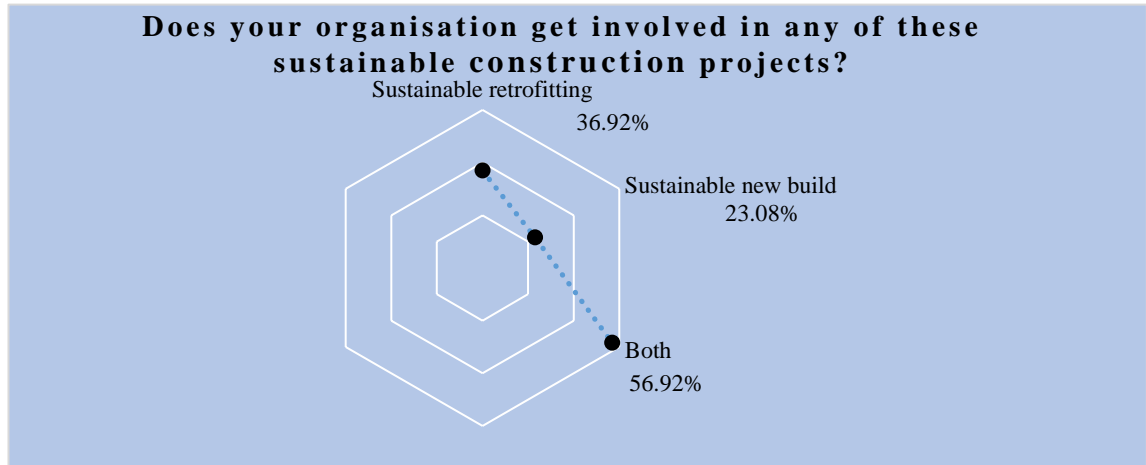 Does your organisation get involved in any of these
sustainable construction projects?
Sustainable retrofitting
36.92%
Sustainable new build
23.08%
Both
56.92%